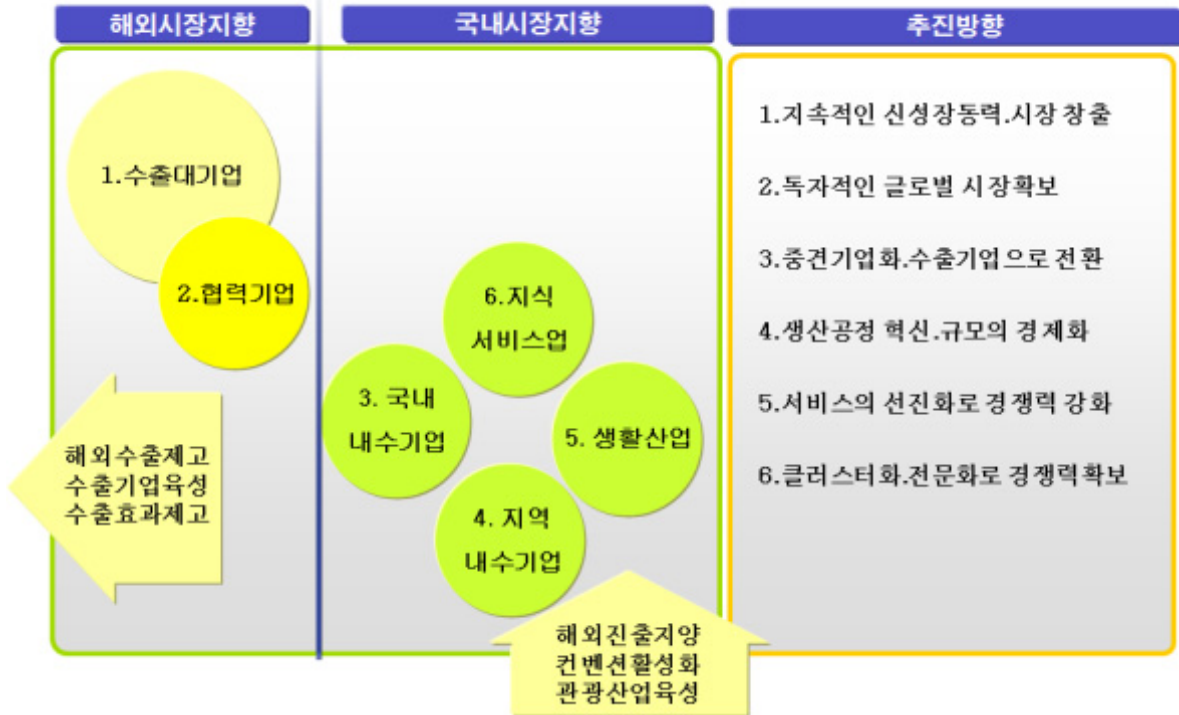 해외시장지향
국내시장지향
추진방향
1.수출대기업
2.협력기업
해외수출제고
수출기업육성
수출효과제고
6.지식
서비스업
3. 국내
내수기업
5. 생활산업
4. 지역
내수기업
해외진출지양
컨벤션활성화
관광산업육성
1.지속적인 신성장동력.시장 창출
2.독자적인 글로벌 시장확보
3.중견기업화.수출기업으로 전환
4.생산공정 혁신.규모의 경제화
5.서비스의 선진화로 경쟁력 강화
6.클러스터화.전문화로 경쟁력확보